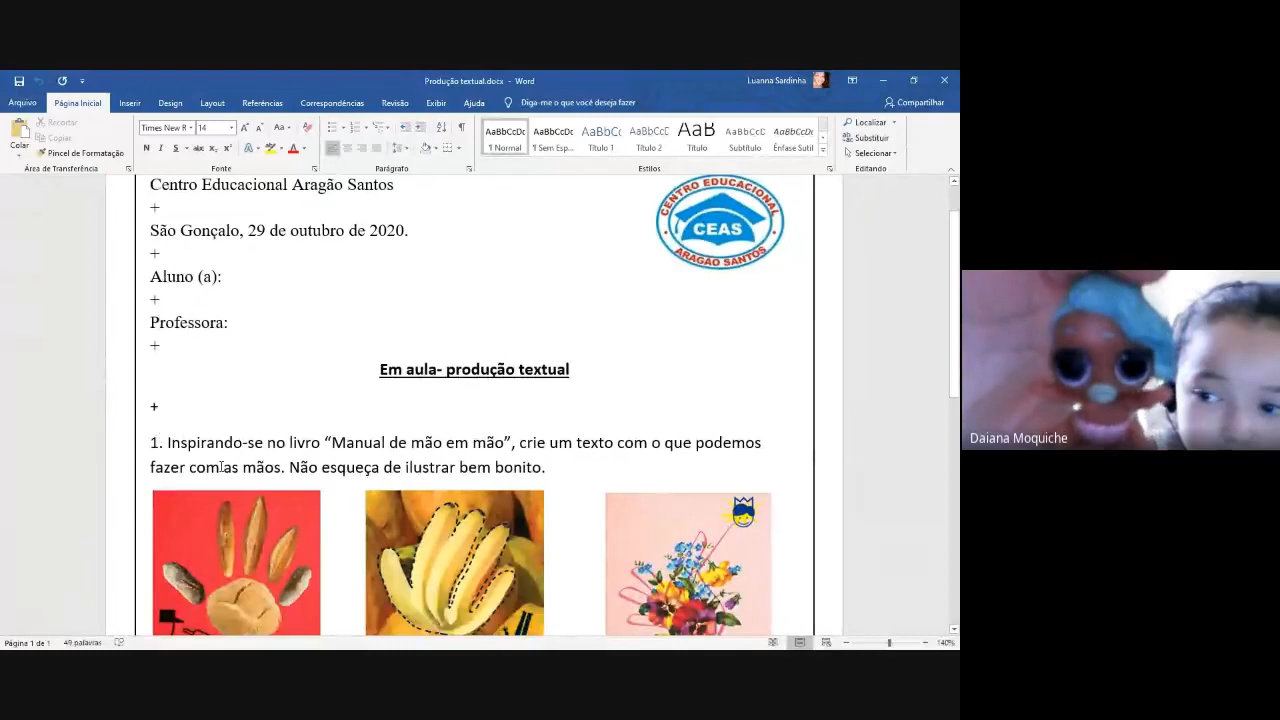 Produção textual.docx - Word
Luanna Sardinha
Arquivo
Página Inicial
Inserir
Design
Layout
Referências
Correspondências
Revisão
Exibir
Ajuda
Diga-me o que você deseja fazer
Compartilhar
Colar
Recortar
Copiar
Pincel de Formatação
Área de Transferência
Times New R
14
Fonte
Parágrafo
AaBbCcDc
¶ Normal
AaBbCcDc
¶ Sem Esp...
AaBbCc
Título 1
AaBbCcC
Título 2
AaB
Título
AaBbCcC
Subtítulo
AaBbCcDc
Ênfase Sutil
Estilos
Localizar
Substituir
Selecionar
Editando
Centro Educacional Aragão Santos
+
São Gonçalo, 29 de outubro de 2020.
+
Aluno (a):
+
Professora:
+
CENTRO EDUCACIONAL
CEAS
ARAGÃO SANTOS
Em aula- produção textual
+
1. Inspirando-se no livro “Manual de mão em mão”, crie um texto com o que podemos
fazer com as mãos. Não esqueça de ilustrar bem bonito.
Daiana Moquiche
Página 1 de 1
49 palavras
140%